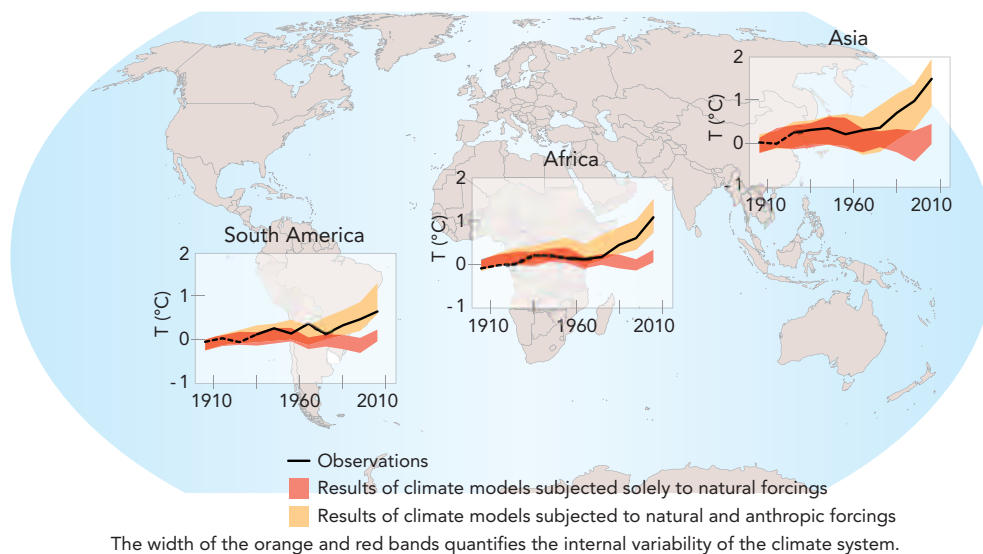 Asia
2
1
0
-1
T (°C)
1910 1960 2010
Africa
2
1
0
-1
T (°C)
1910 1960 2010
South America
2
1
0
-1
T (°C)
1910 1960 2010
Observations
Results of climate models subjected solely to natural forcings
Results of climate models subjected to natural and anthropic forcings
The width of the orange and red bands quantifies the internal variability of the climate system.